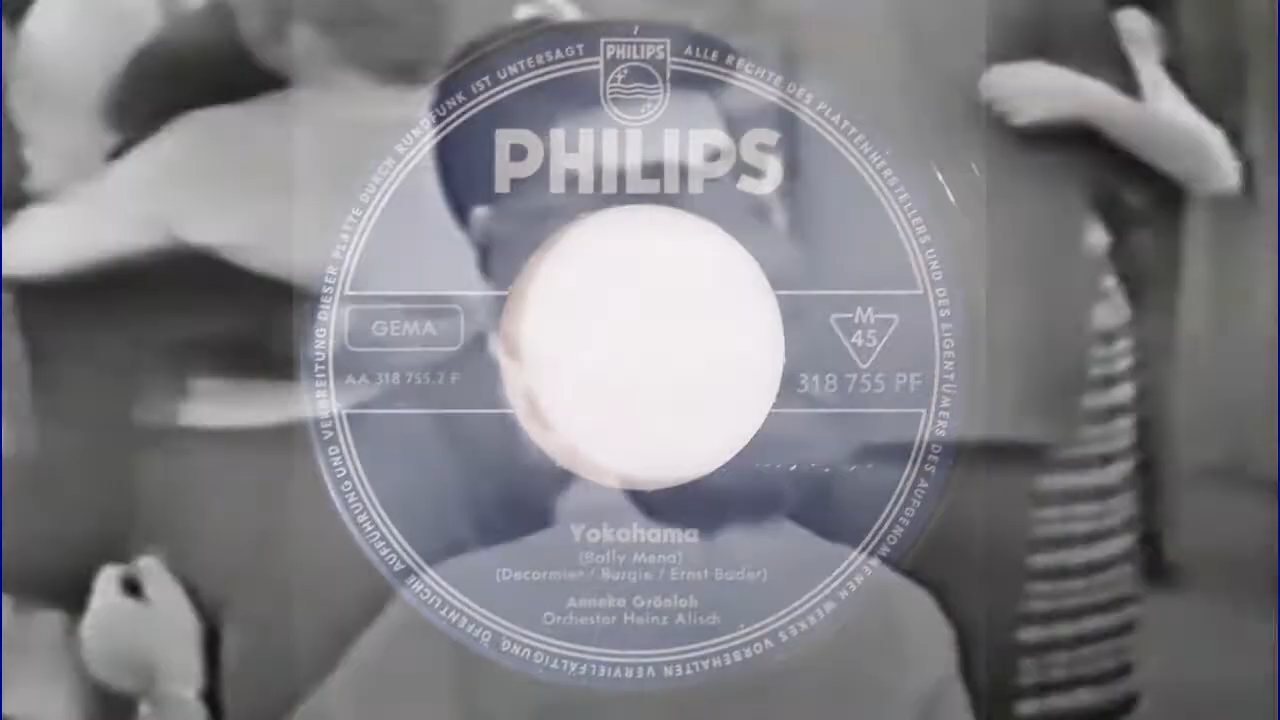 PHILIPS
ALLE RECHTE DES PLATTENHERSTELLERS UND DES EIGENTÜMERS DES AUFGENOMMENEN WERKES VORBEHALTEN VERVIELFÄLTIGUNG, ÖFFENTLICHE AUFFÜHRUNG UND VERBREITUNG DIESER PLATTE DURCH RUNDFUNK IST UNTERSAGT
PHILIPS
GEMA
M
45
AA 318 755.2 F
318 755 PF
Yokohama
(Bally Mena)
(Decormier / Burgie / Ernst Bader)
Anneke Grönloh
Orchester Heinz Alisch